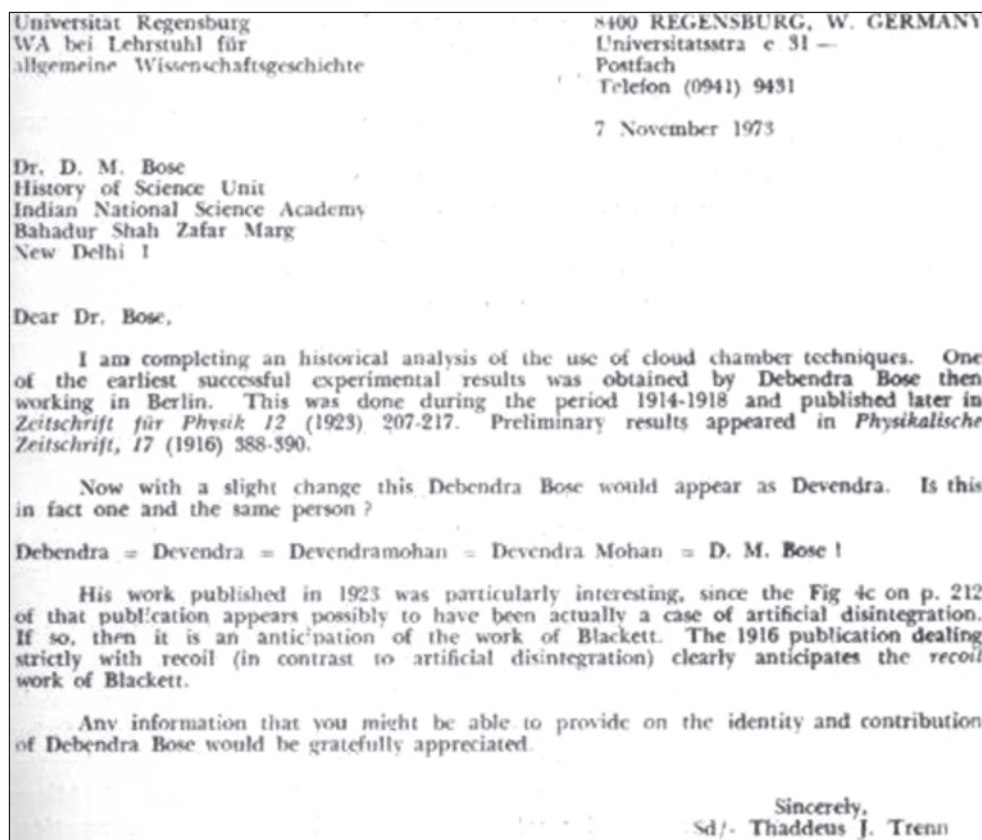 Universität Regensburg
WA bei Lehrstuhl für
allgemeine Wissenschaftsgeschichte
8400 REGENSBURG, W. GERMANY
Universitatsstra e 31 —
Postfach
Telefon (0941) 9431
7 November 1973
Dr. D. M. Bose
History of Science Unit
Indian National Science Academy
Bahadur Shah Zafar Marg
New Delhi 1
Dear Dr. Bose,
I am completing an historical analysis of the use of cloud chamber techniques. One
of the earliest successful experimental results was obtained by Debendra Bose then
working in Berlin. This was done during the period 1914-1918 and published later in
Zeitschrift für Physik 12 (1923) 207-217. Preliminary results appeared in Physikalische
Zeitschrift, 17 (1916) 388-390.
Now with a slight change this Debendra Bose would appear as Devendra. Is this
in fact one and the same person ?
Debendra = Devendra = Devendramohan = Devendra Mohan = D. M. Bose !
His work published in 1923 was particularly interesting, since the Fig 4c on p. 212
of that publication appears possibly to have been actually a case of artificial disintegration.
If so, then it is an anticipation of the work of Blackett. The 1916 publication dealing
strictly with recoil (in contrast to artificial disintegration) clearly anticipates the recoil
work of Blackett.
Any information that you might be able to provide on the identity and contribution
of Debendra Bose would be gratefully appreciated.
Sincerely,
Sd/- Thaddeus J. Trenn